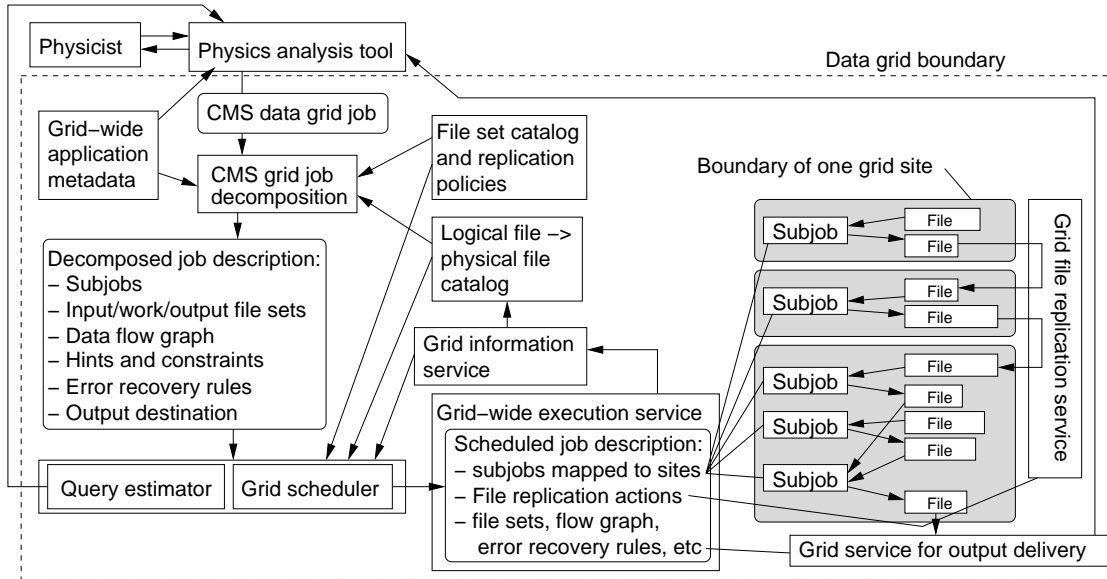 Physicist
Physics analysis tool
Data grid boundary
CMS data grid job
Grid−wide
application
metadata
File set catalog
and replication
policies
CMS grid job
decomposition
Boundary of one grid site
Logical file −>
physical file
catalog
Decomposed job description:
− Subjobs
− Input/work/output file sets
− Data flow graph
− Hints and constraints
− Error recovery rules
− Output destination
Grid information
service
Query estimator
Grid scheduler
Grid−wide execution service
Scheduled job description:
− subjobs mapped to sites
− File replication actions
− file sets, flow graph,
error recovery rules, etc
Subjob
File
File
Subjob
File
File
Subjob
File
File
Subjob
File
File
Subjob
File
Grid file replication service
Grid service for output delivery